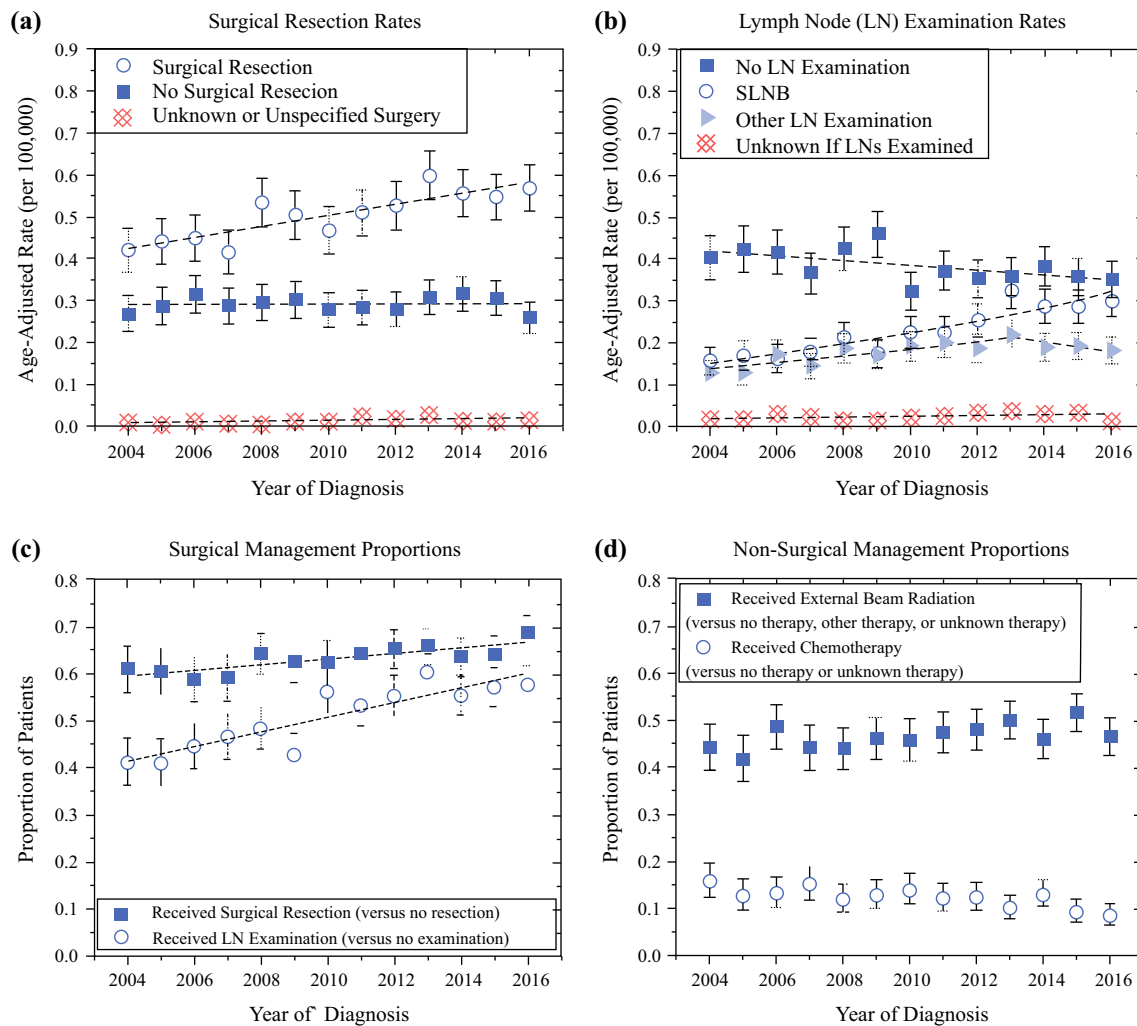 (a)
Surgical Resection Rates
0.9
0.8
0.7
0.6
0.5
0.4
0.3
0.2
0.1
0.0
Age-Adjusted Rate (per 100,000)
Surgical Resection
No Surgical Resecion
Unknown or Unspecified Surgery
2004 2006 2008 2010 2012 2014 2016
Year of Diagnosis
(b)
Lymph Node (LN) Examination Rates
0.9
0.8
0.7
0.6
0.5
0.4
0.3
0.2
0.1
0.0
Age-Adjusted Rate (per 100,000)
No LN Examination
SLNB
Other LN Examination
Unknown If LNs Examined
2004 2006 2008 2010 2012 2014 2016
Year of Diagnosis
(c)
Surgical Management Proportions
0.8
0.7
0.6
0.5
0.4
0.3
0.2
0.1
0.0
Proportion of Patients
Received Surgical Resection (versus no resection)
Received LN Examination (versus no examination)
2004 2006 2008 2010 2012 2014 2016
Year of` Diagnosis
(d)
Non-Surgical Management Proportions
0.8
0.7
0.6
0.5
0.4
0.3
0.2
0.1
0.0
Proportion of Patients
Received External Beam Radiation
(versus no therapy, other therapy, or unknown therapy)
Received Chemotherapy
(versus no therapy or unknown therapy)
2004 2006 2008 2010 2012 2014 2016
Year of Diagnosis